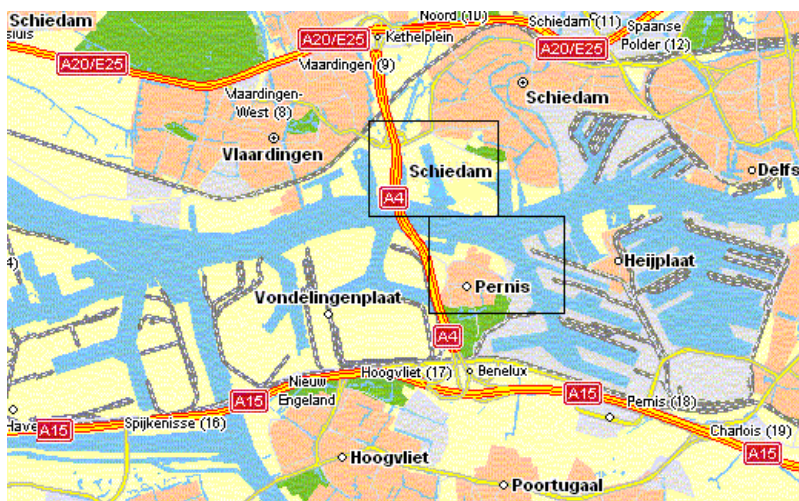 Schiedam
sluis
A20/E25
A20/E25
Kethelplein
Noord (10)
Schiedam (11)
A20/E25
Spaanse
Polder (12)
Vlaardingen (9)
Vlaardingen-
West (8)
Vlaardingen
Schiedam
Schiedam
Delfs
A4
4)
Heijplaat
Pernis
Vondelingenplaat
A4
Hoogvliet (17)
Benelux
Nieuw
Engeland
A15
A15
Pernis (18)
Have
A15
Spijkenisse (16)
Charlois (19)
A15
Hoogvliet
Poortugaal